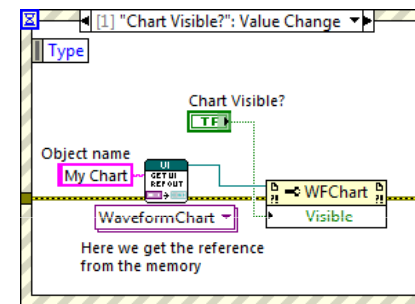 [1] "Chart Visible?": Value Change
Type
Chart Visible?
TF
Object name
My Chart
UI
GET UI
REF OUT
WFChart
WaveformChart
Visible
Here we get the reference
from the memory